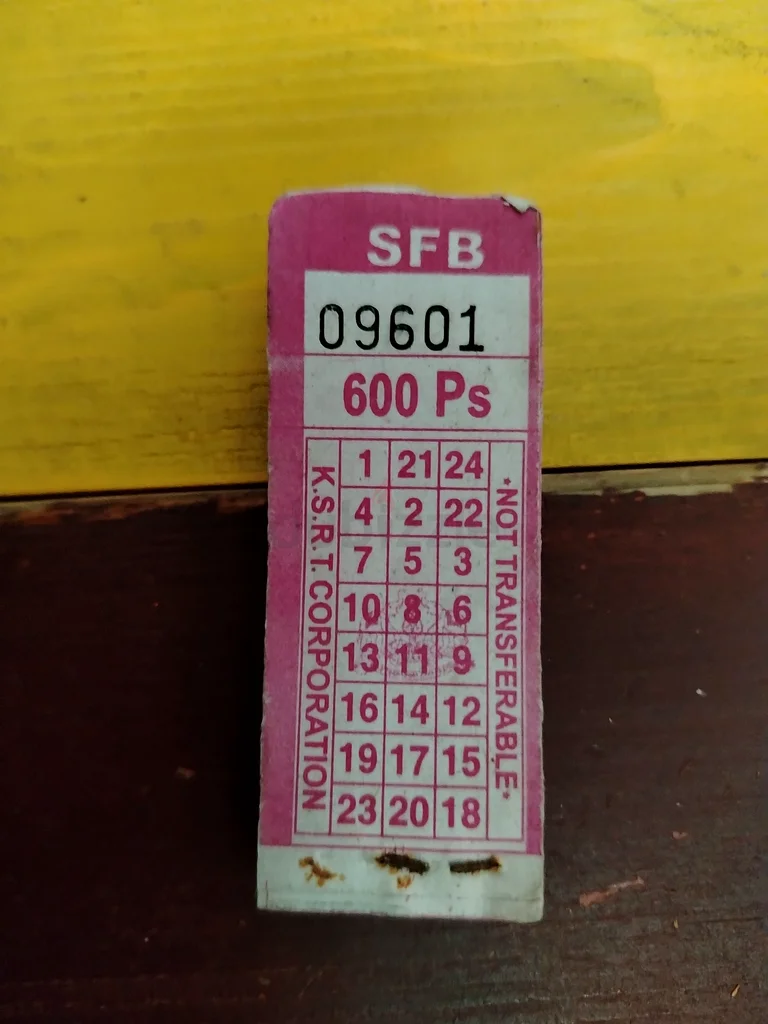 SFB
09601
600 Ps
K.S.R.T. CORPORATION
1 21 24
4 2 22
7 5 3
10 8 6
13 11 9
16 14 12
19 17 15
23 20 18
*NOT TRANSFERABLE*